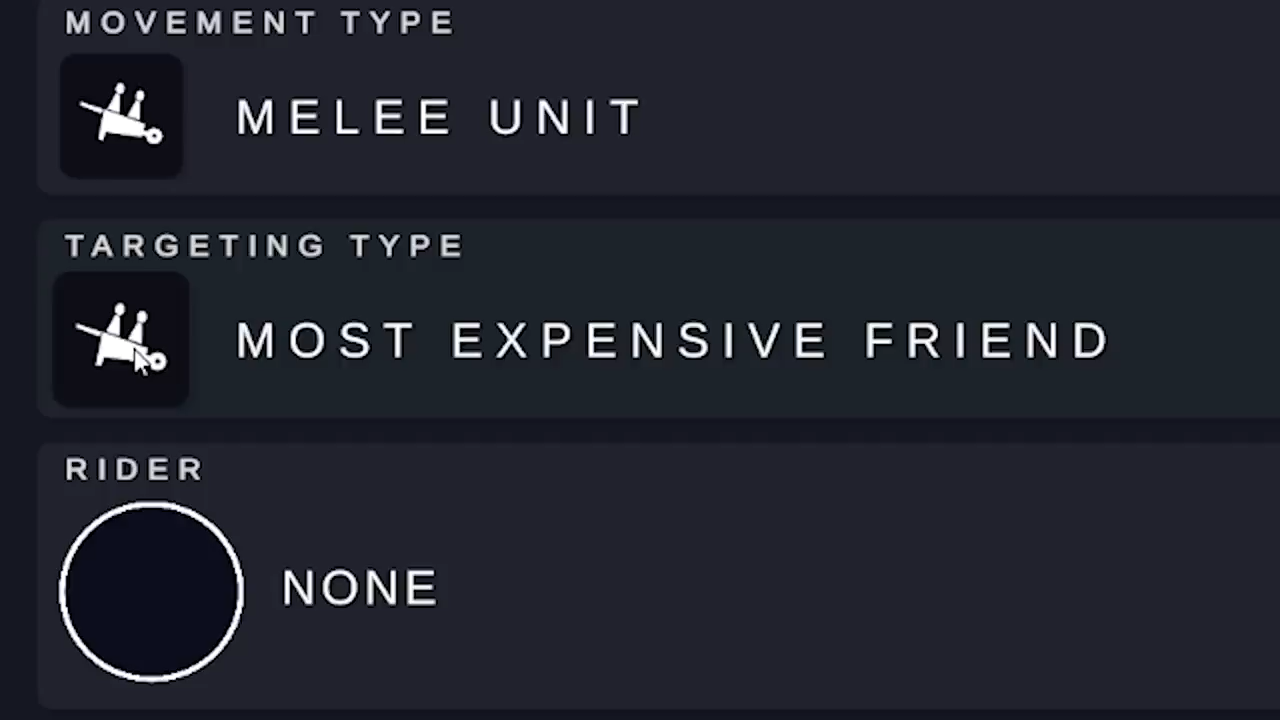 MOVEMENT TYPE
MELEE UNIT
TARGETING TYPE
MOST EXPENSIVE FRIEND
RIDER
NONE